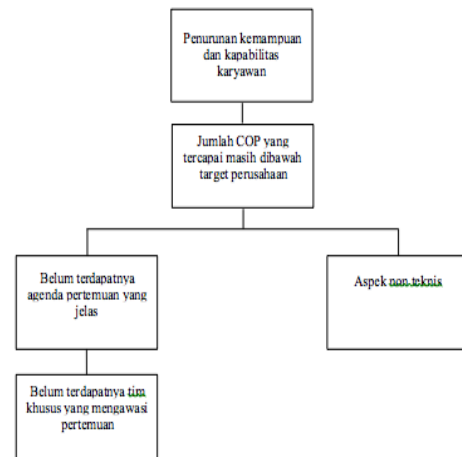 Penurunan kemampuan
dan kapabilitas
karyawan
Jumlah COP yang
tercapai masih dibawah
target perusahaan
Belum terdapatnya
agenda pertemuan yang
jelas
Aspek non teknis
Belum terdapatnya tim
khusus yang mengawasi
pertemuan